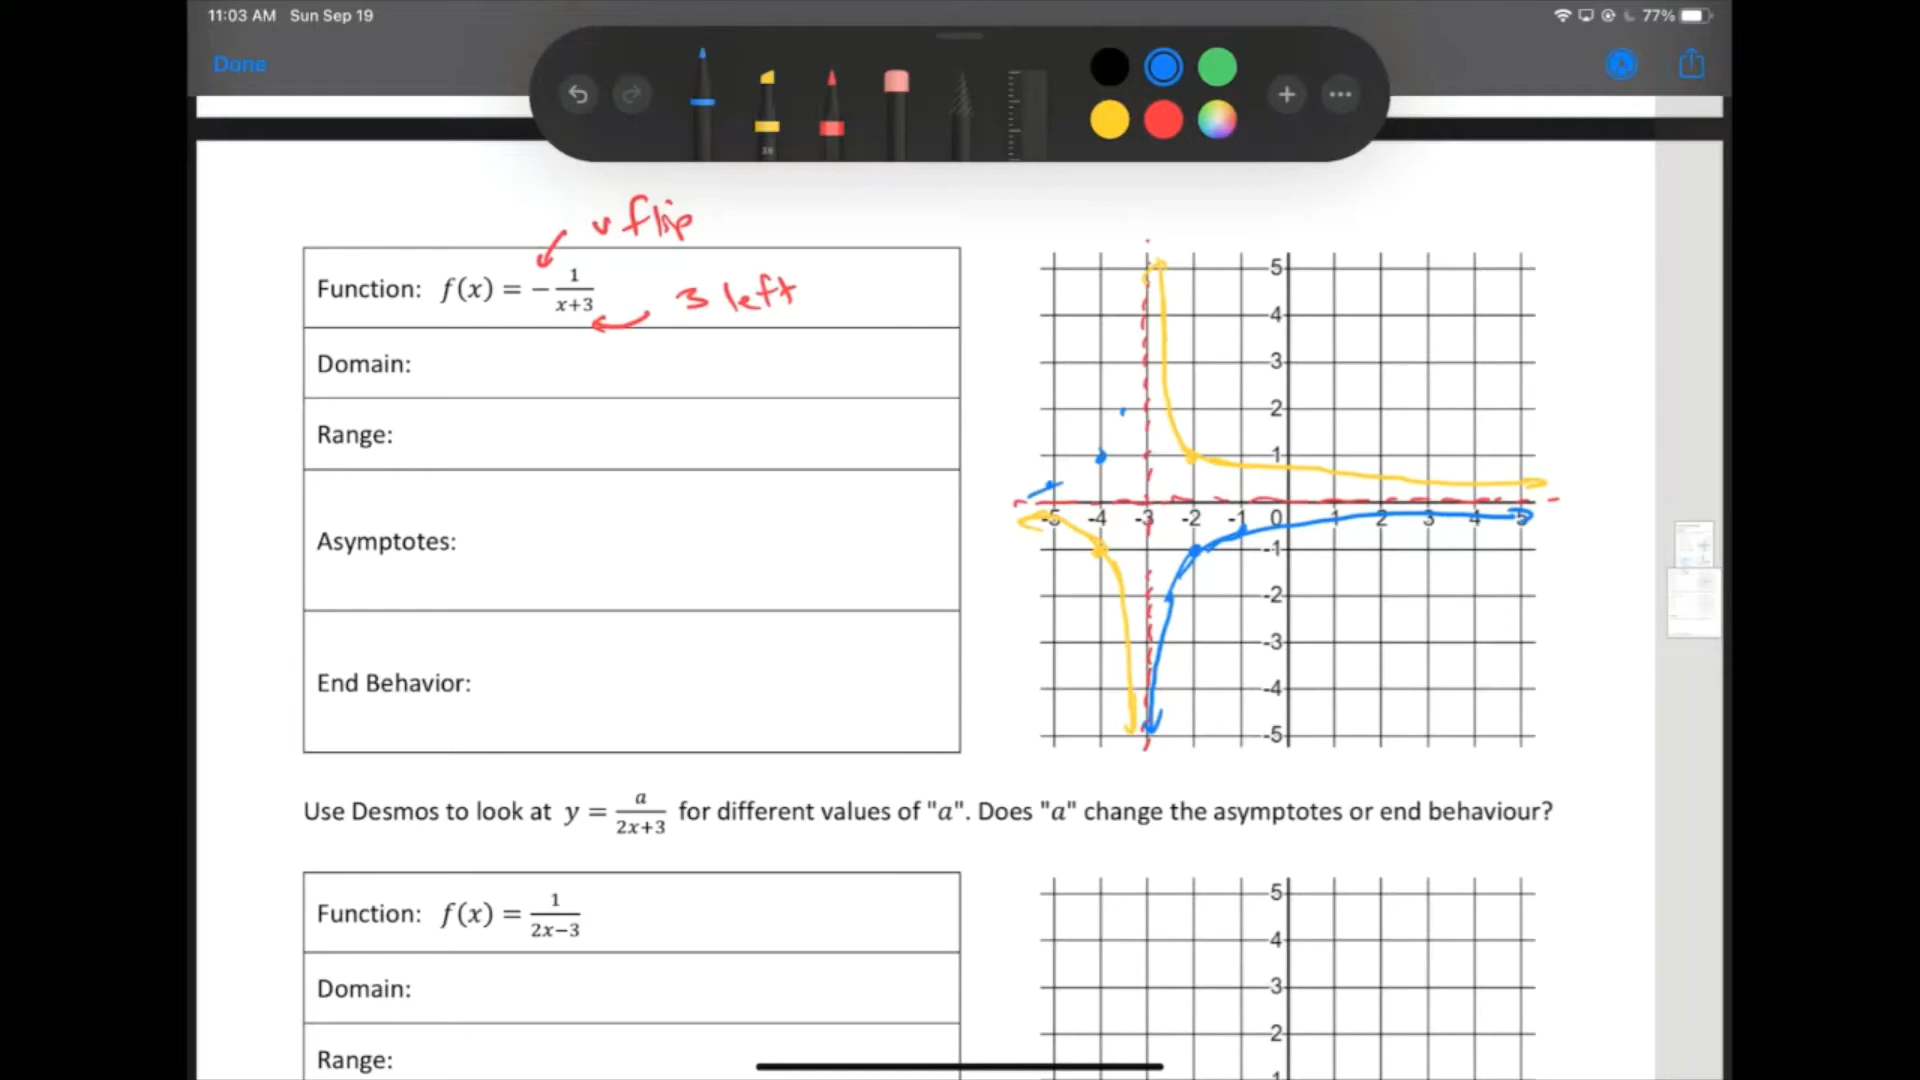 11:03 AM Sun Sep 19
77%
Done
v flip
Function: f(x) = − 1/(x+3)
3 left
Domain:
Range:
Asymptotes:
End Behavior:
5
4
3
2
1
-5 -4 -3 -2 -1 0 1 2 3 4 5
-1
-2
-3
-4
-5
Use Desmos to look at y = a/(2x+3) for different values of "a". Does "a" change the asymptotes or end behaviour?
Function: f(x) = 1/(2x−3)
Domain:
Range:
5
4
3
2
1